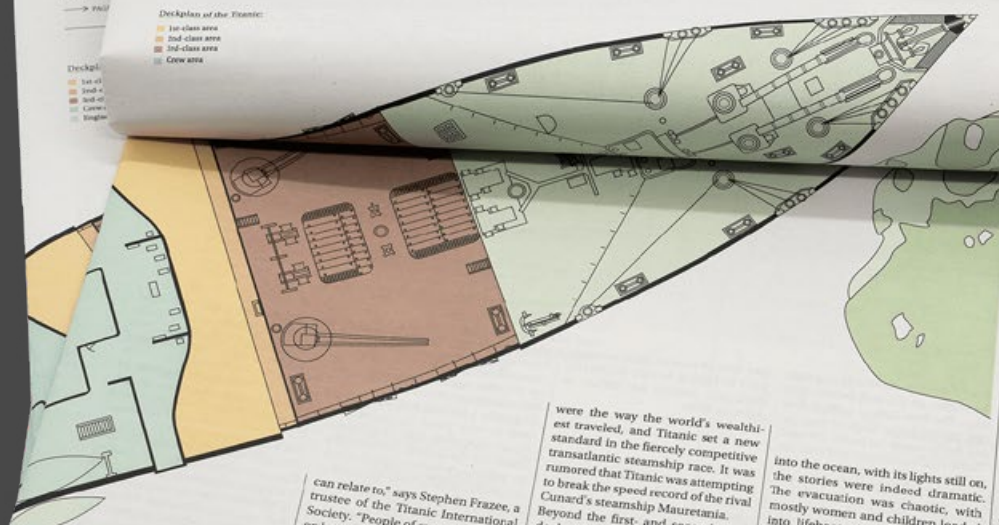 Deckplan of the Titanic:
1st-class area
2nd-class area
3rd-class area
Crew area
can relate to,” says Stephen Frazee, a
trustee of the Titanic International
Society. “People of
were the way the world’s wealthi-
est traveled, and Titanic set a new
standard in the fiercely competitive
transatlantic steamship race. It was
rumored that Titanic was attempting
to break the speed record of the rival
Cunard’s steamship Mauretania.
Beyond the first- and
into the ocean, with its lights still on,
the stories were indeed dramatic.
The evacuation was chaotic, with
mostly women and children
into